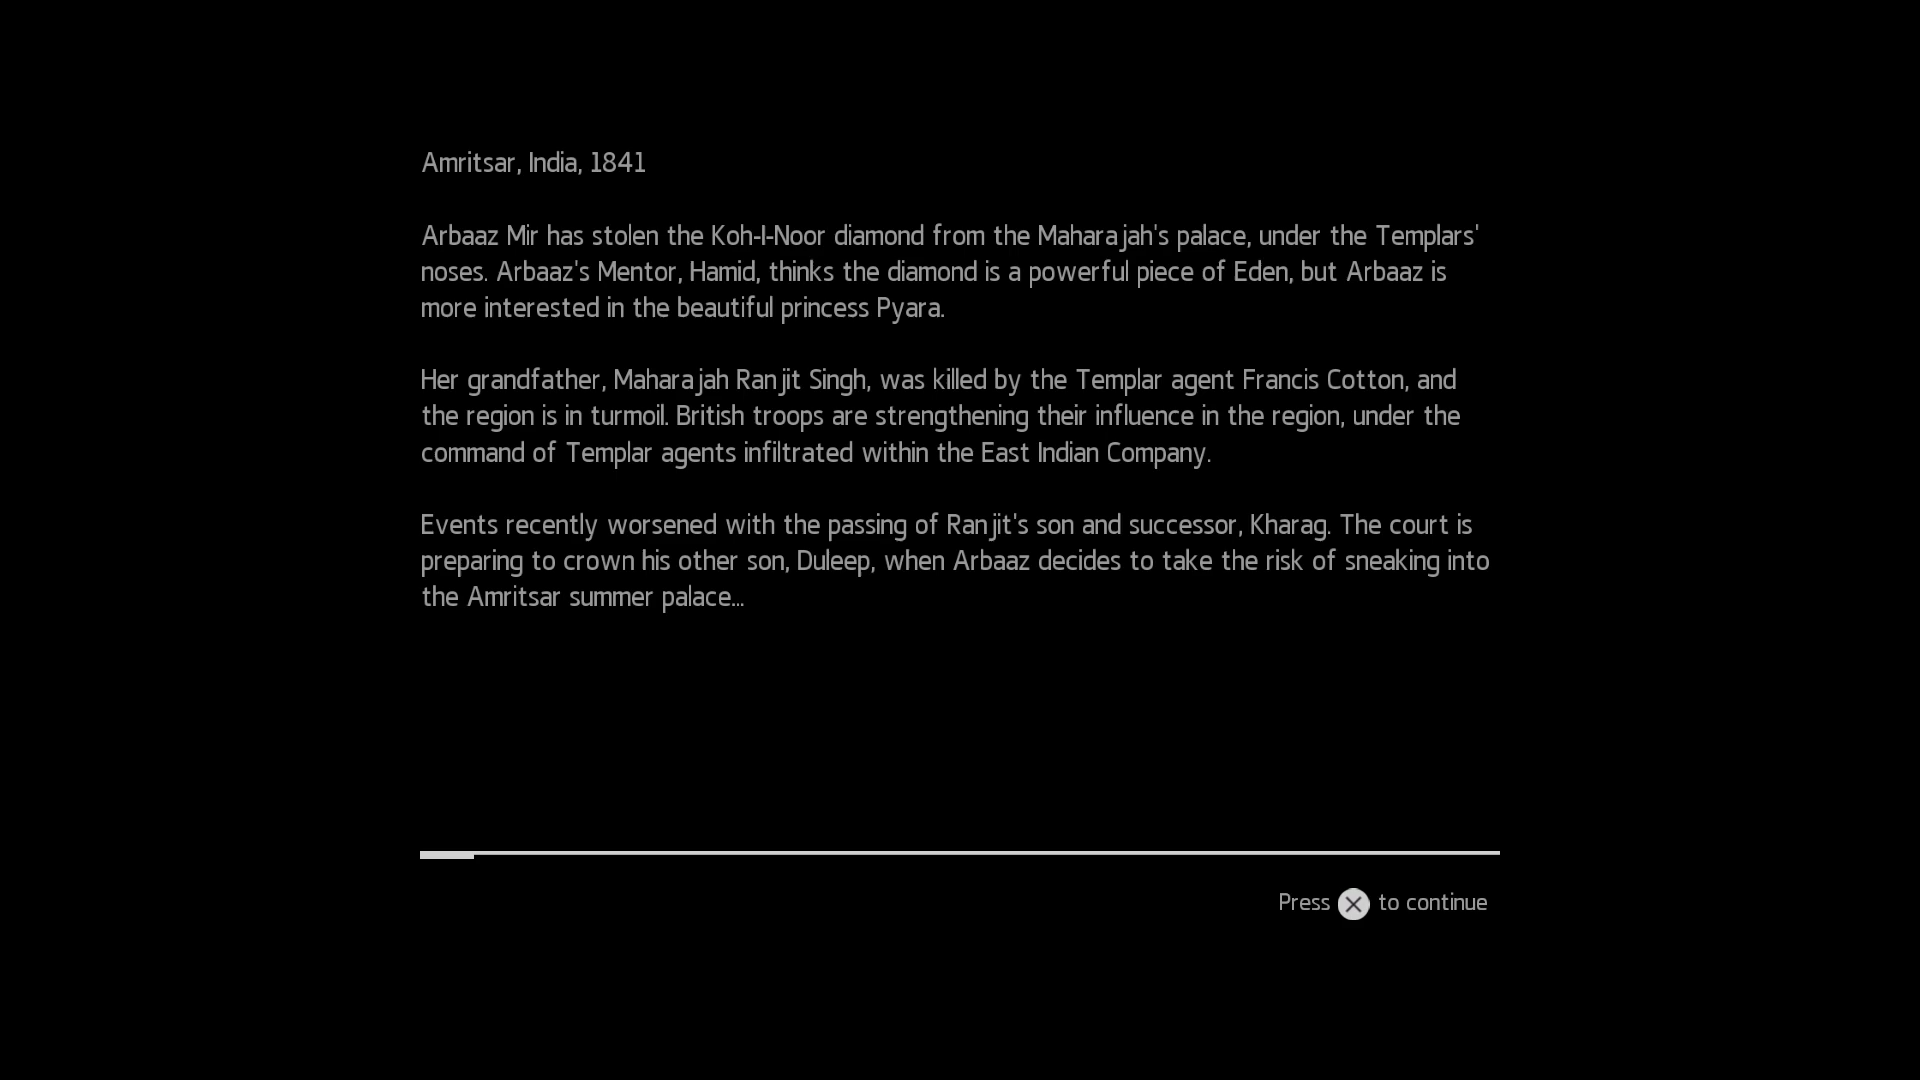 Amritsar, India, 1841
Arbaaz Mir has stolen the Koh-I-Noor diamond from the Maharajah's palace, under the Templars'
noses. Arbaaz's Mentor, Hamid, thinks the diamond is a powerful piece of Eden, but Arbaaz is
more interested in the beautiful princess Pyara.
Her grandfather, Maharajah Ranjit Singh, was killed by the Templar agent Francis Cotton, and
the region is in turmoil. British troops are strengthening their influence in the region, under the
command of Templar agents infiltrated within the East Indian Company.
Events recently worsened with the passing of Ranjit's son and successor, Kharag. The court is
preparing to crown his other son, Duleep, when Arbaaz decides to take the risk of sneaking into
the Amritsar summer palace...
Press to continue